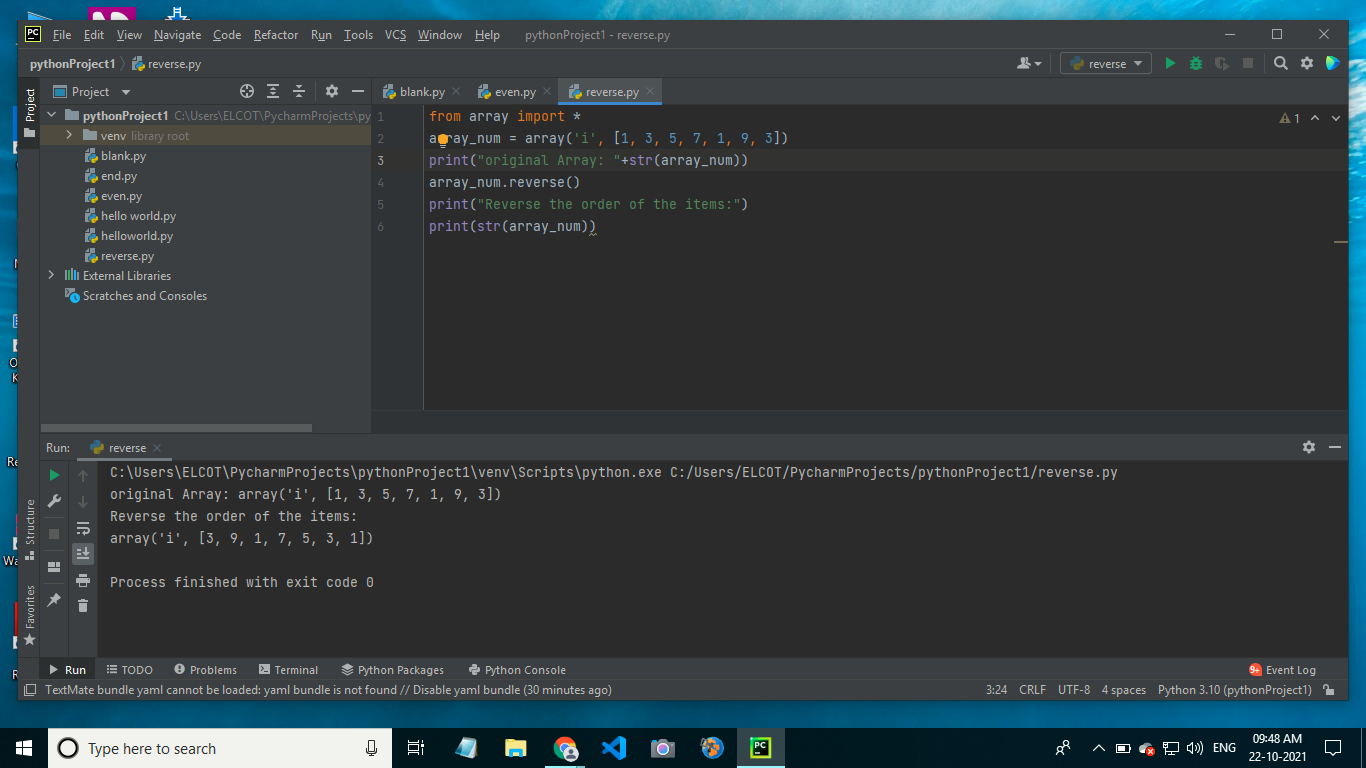 PC File Edit View Navigate Code Refactor Run Tools VCS Window Help pythonProject1 - reverse.py
pythonProject1 reverse.py reverse
Project
Project
blank.py even.py reverse.py
pythonProject1 C:\Users\ELCOT\PycharmProjects\py
venv library root
blank.py
end.py
even.py
hello world.py
helloworld.py
reverse.py
External Libraries
Scratches and Consoles
1 from array import *
2 array_num = array('i', [1, 3, 5, 7, 1, 9, 3])
3 print("original Array: "+str(array_num))
4 array_num.reverse()
5 print("Reverse the order of the items:")
6 print(str(array_num))
1
Run: reverse
C:\Users\ELCOT\PycharmProjects\pythonProject1\venv\Scripts\python.exe C:/Users/ELCOT/PycharmProjects/pythonProject1/reverse.py
original Array: array('i', [1, 3, 5, 7, 1, 9, 3])
Reverse the order of the items:
array('i', [3, 9, 1, 7, 5, 3, 1])
Process finished with exit code 0
Structure
Favorites
Run TODO Problems Terminal Python Packages Python Console 9+ Event Log
TextMate bundle yaml cannot be loaded: yaml bundle is not found // Disable yaml bundle (30 minutes ago) 3:24 CRLF UTF-8 4 spaces Python 3.10 (pythonProject1)
Type here to search PC ENG 09:48 AM
22-10-2021